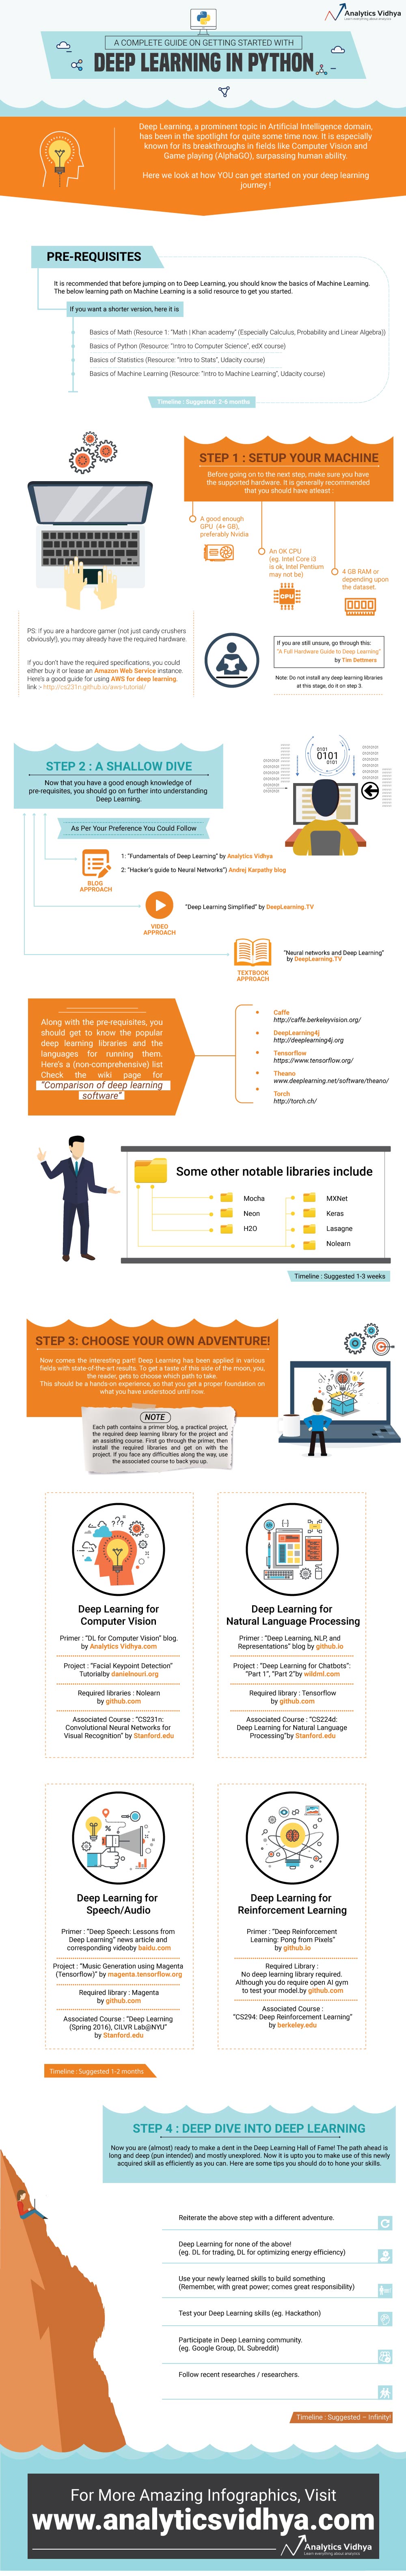 Analytics Vidhya
Learn everything about analytics
A COMPLETE GUIDE ON GETTING STARTED WITH
DEEP LEARNING IN PYTHON
Deep Learning, a prominent topic in Artificial Intelligence domain,
has been in the spotlight for quite some time now. It is especially
known for its breakthroughs in fields like Computer Vision and
Game playing (AlphaGO), surpassing human ability.
Here we look at how YOU can get started on your deep learning
journey !
PRE-REQUISITES
It is recommended that before jumping on to Deep Learning, you should know the basics of Machine Learning.
The below learning path on Machine Learning is a solid resource to get you started.
If you want a shorter version, here it is
Basics of Math (Resource 1: "Math | Khan academy" (Especially Calculus, Probability and Linear Algebra))
Basics of Python (Resource: "Intro to Computer Science", edX course)
Basics of Statistics (Resource: "Intro to Stats", Udacity course)
Basics of Machine Learning (Resource: "Intro to Machine Learning", Udacity course)
Timeline : Suggested: 2-6 months
STEP 1 : SETUP YOUR MACHINE
Before going on to the next step, make sure you have
the supported hardware. It is generally recommended
that you should have atleast :
A good enough
GPU (4+ GB),
preferably Nvidia
An OK CPU
(eg. Intel Core i3
is ok, Intel Pentium
may not be)
CPU
4 GB RAM or
depending upon
the dataset.
PS: If you are a hardcore gamer (not just candy crushers
obviously!), you may already have the required hardware.
If you don't have the required specifications, you could
either buy it or rent an Amazon Web Service instance.
Here's a good guide for using AWS for deep learning.
link :- http://cs231n.github.io/aws-tutorial/
If you are still unsure, go through this:
"A Full Hardware Guide to Deep Learning"
by Tim Dettmers
Note: Do not install any deep learning libraries
at this stage, do it on step 3.
STEP 2 : A SHALLOW DIVE
Now that you have a good enough knowledge of
pre-requisites, you should go on further into understanding
Deep Learning.
0101
0101
0101
As Per Your Preference You Could Follow
BLOG
APPROACH
1: "Fundamentals of Deep Learning" by Analytics Vidhya
2: "Hacker's guide to Neural Networks") Andrej Karpathy blog
VIDEO
APPROACH
"Deep Learning Simplified" by DeepLearning.TV
TEXTBOOK
APPROACH
"Neural networks and Deep Learning"
by DeepLearning.TV
Along with the pre-requisites, you
should get to know the popular
deep learning libraries and the
languages for running them.
Here's a (non-comprehensive) list
Check the wiki page for
"Comparison of deep learning
software"
Caffe
http://caffe.berkeleyvision.org/
DeepLearning4j
http://deeplearning4j.org
Tensorflow
https://www.tensorflow.org/
Theano
www.deeplearning.net/software/theano/
Torch
http://torch.ch/
Some other notable libraries include
Mocha
Neon
H2O
MXNet
Keras
Lasagne
Nolearn
Timeline : Suggested 1-3 weeks
STEP 3: CHOOSE YOUR OWN ADVENTURE!
Now comes the interesting part! Deep Learning has been applied in various
fields with state-of-the-art results. To get a taste of this side of the moon, you,
the reader, gets to choose which path to take.
This should be a hands-on experience, so that you get a proper foundation on
what you have understood until now.
NOTE
Each path contains a primer blog, a practical project,
the required deep learning library for the project and
an assisting course. First go through the primer, then
install the required libraries and get on with the
project. If you face any difficulties along the way, use
the associated course to back you up.
Deep Learning for
Computer Vision
Primer : "DL for Computer Vision" blog.
by Analytics Vidhya.com
Project : "Facial Keypoint Detection"
Tutorialby danielnouri.org
Required libraries : Nolearn
by github.com
Associated Course : "CS231n:
Convolutional Neural Networks for
Visual Recognition" by Stanford.edu
Deep Learning for
Natural Language Processing
Primer : "Deep Learning, NLP, and
Representations" blog by github.io
Project : "Deep Learning for Chatbots":
"Part 1", "Part 2"by wildml.com
Required library : Tensorflow
by github.com
Associated Course : "CS224d:
Deep Learning for Natural Language
Processing"by Stanford.edu
Deep Learning for
Speech/Audio
Primer : "Deep Speech: Lessons from
Deep Learning" news article and
corresponding videoby baidu.com
Project : "Music Generation using Magenta
(Tensorflow)" by magenta.tensorflow.org
Required library : Magenta
by github.com
Associated Course : "Deep Learning
(Spring 2016), CILVR Lab@NYU"
by Stanford.edu
Deep Learning for
Reinforcement Learning
Primer : "Deep Reinforcement
Learning: Pong from Pixels"
by github.io
Required Library :
No deep learning library required.
Although you do require open AI gym
to test your model.by github.com
Associated Course :
"CS294: Deep Reinforcement Learning"
by berkeley.edu
Timeline : Suggested 1-2 months
STEP 4 : DEEP DIVE INTO DEEP LEARNING
Now you are (almost) ready to make a dent in the Deep Learning Hall of Fame! The path ahead is
long and deep (pun intended) and mostly unexplored. Now it is upto you to make use of this newly
acquired skill as efficiently as you can. Here are some tips you should do to hone your skills.
Reiterate the above step with a different adventure.
Deep Learning for none of the above!
(eg. DL for trading, DL for optimizing energy efficiency)
Use your newly learned skills to build something
(Remember, with great power; comes great responsibility)
Test your Deep Learning skills (eg. Hackathon)
Participate in Deep Learning community.
(eg. Google Group, DL Subreddit)
Follow recent researches / researchers.
Timeline : Suggested – Infinity!
For More Amazing Infographics, Visit
www.analyticsvidhya.com
Analytics Vidhya
Learn everything about analytics